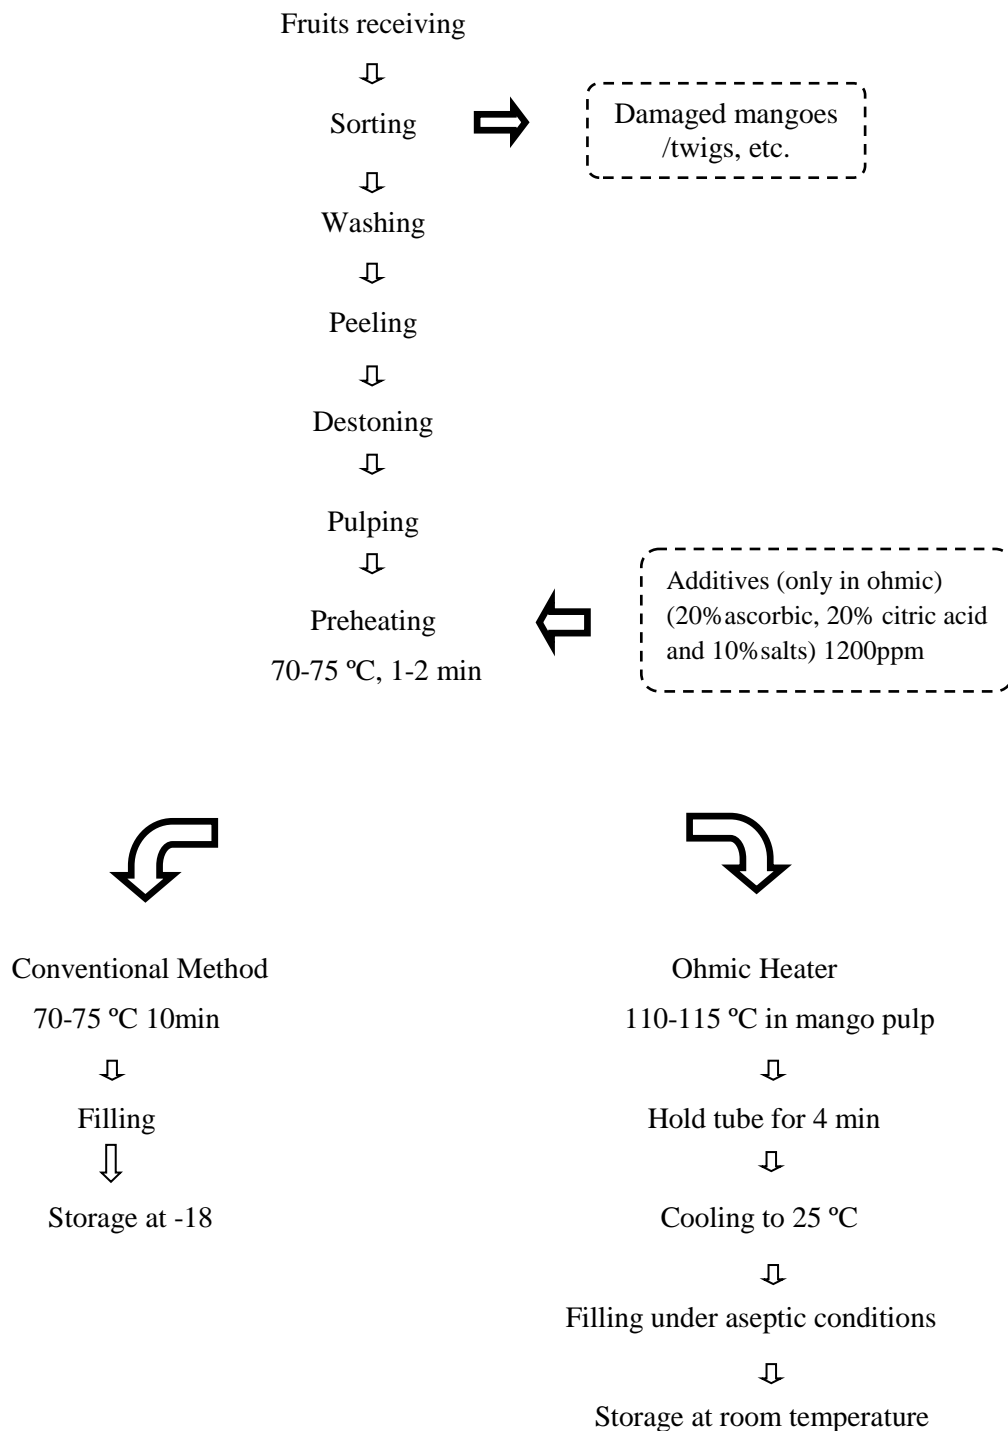 Fruits receiving
Sorting
Damaged mangoes
/twigs, etc.
Washing
Peeling
Destoning
Pulping
Preheating
70-75 ºC, 1-2 min
Additives (only in ohmic)
(20%ascorbic, 20% citric acid
and 10%salts) 1200ppm
Conventional Method
70-75 ºC 10min
Filling
Storage at -18
Ohmic Heater
110-115 ºC in mango pulp
Hold tube for 4 min
Cooling to 25 ºC
Filling under aseptic conditions
Storage at room temperature